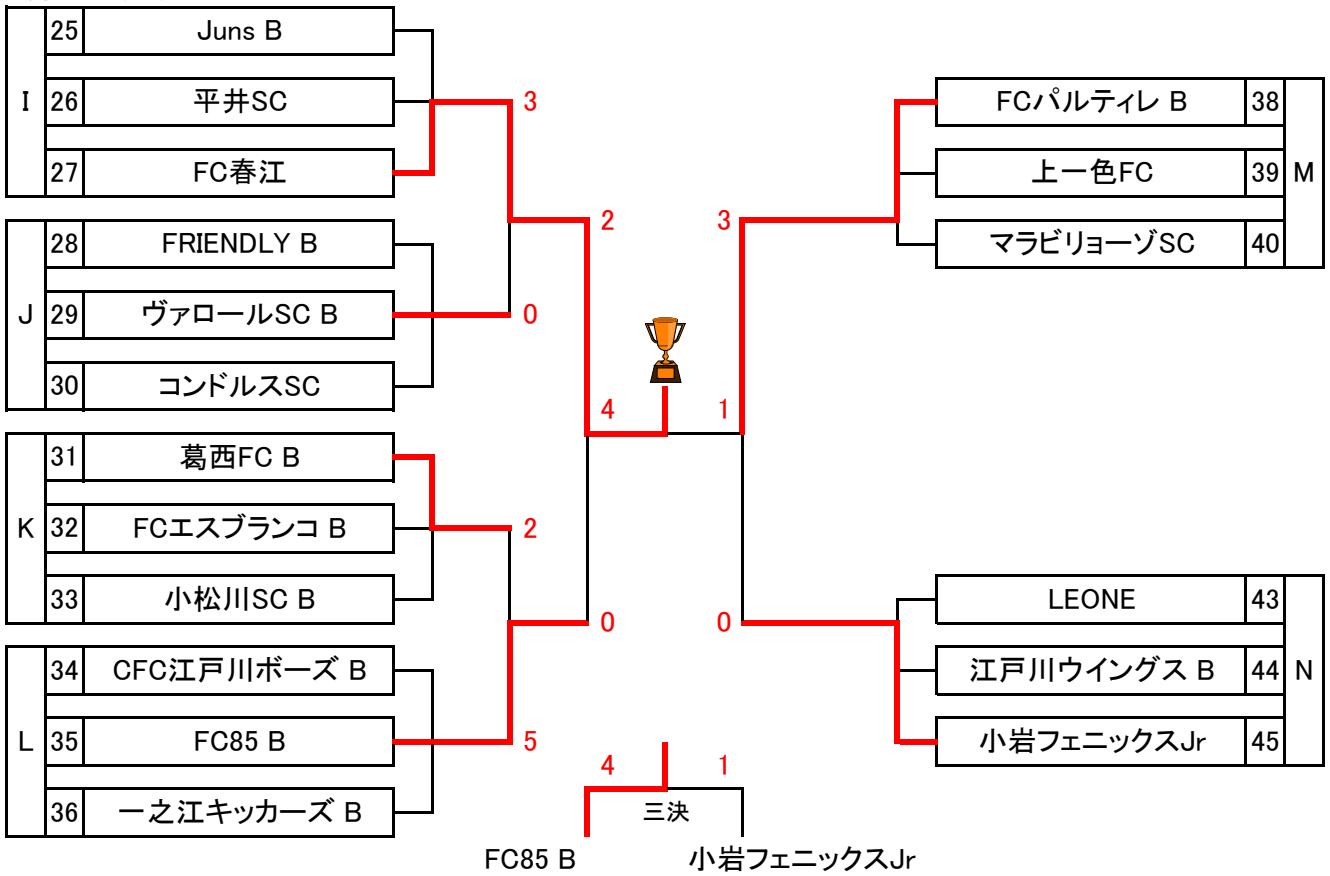 I
25 Juns B
26 平井SC
27 FC春江
J
28 FRIENDLY B
29 ヴァロールSC B
30 コンドルスSC
K
31 葛西FC B
32 FCエスブランコ B
33 小松川SC B
L
34 CFC江戸川ボーズ B
35 FC85 B
36 一之江キッカーズ B
3
0
2
5
2
0
4
1
3
0
FCパルティレ B 38
上一色FC 39
マラビリョーゾSC 40
M
LEONE 43
江戸川ウイングス B 44
小岩フェニックスJr 45
N
4 1
三決
FC85 B 小岩フェニックスJr